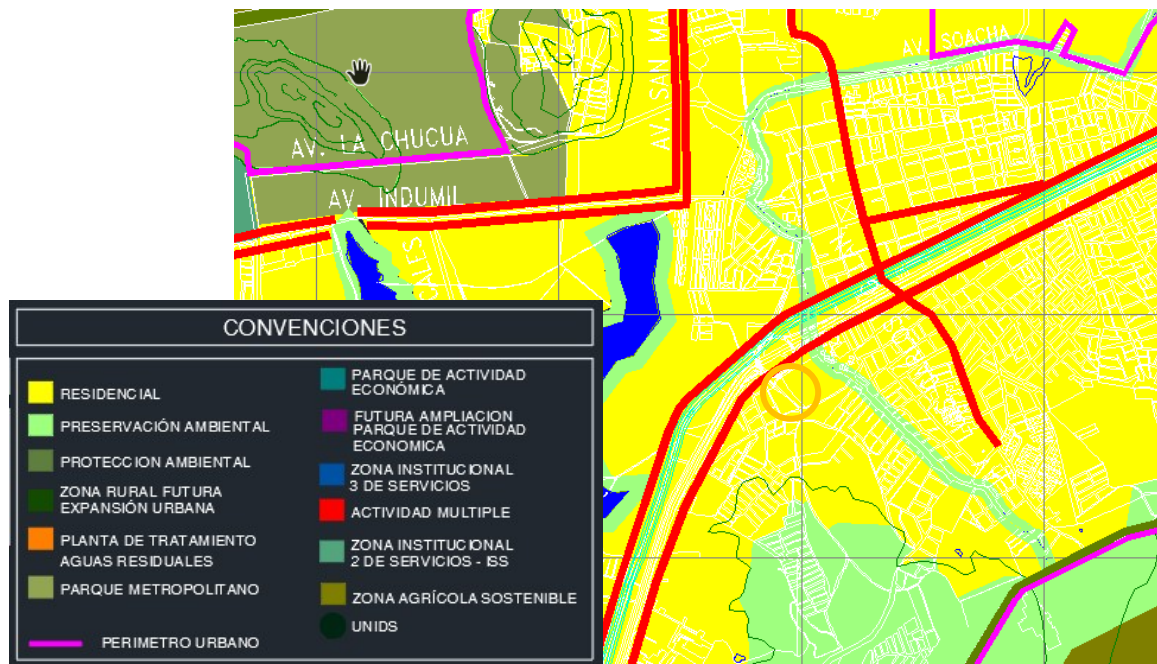 AV. SOACHA
AV. LA CHUCUA
AV. INDUMIL
CONVENCIONES
RESIDENCIAL
PRESERVACIÓN AMBIENTAL
PROTECCION AMBIENTAL
ZONA RURAL FUTURA
EXPANSIÓN URBANA
PLANTA DE TRATAMIENTO
AGUAS RESIDUALES
PARQUE METROPOLITANO
PERIMETRO URBANO
PARQUE DE ACTIVIDAD
ECONÓMICA
FUTURA AMPLIACION
PARQUE DE ACTIVIDAD
ECONOMICA
ZONA INSTITUCIONAL
3 DE SERVICIOS
ACTIVIDAD MULTIPLE
ZONA INSTITUCIONAL
2 DE SERVICIOS - ISS
ZONA AGRÍCOLA SOSTENIBLE
UNIDS